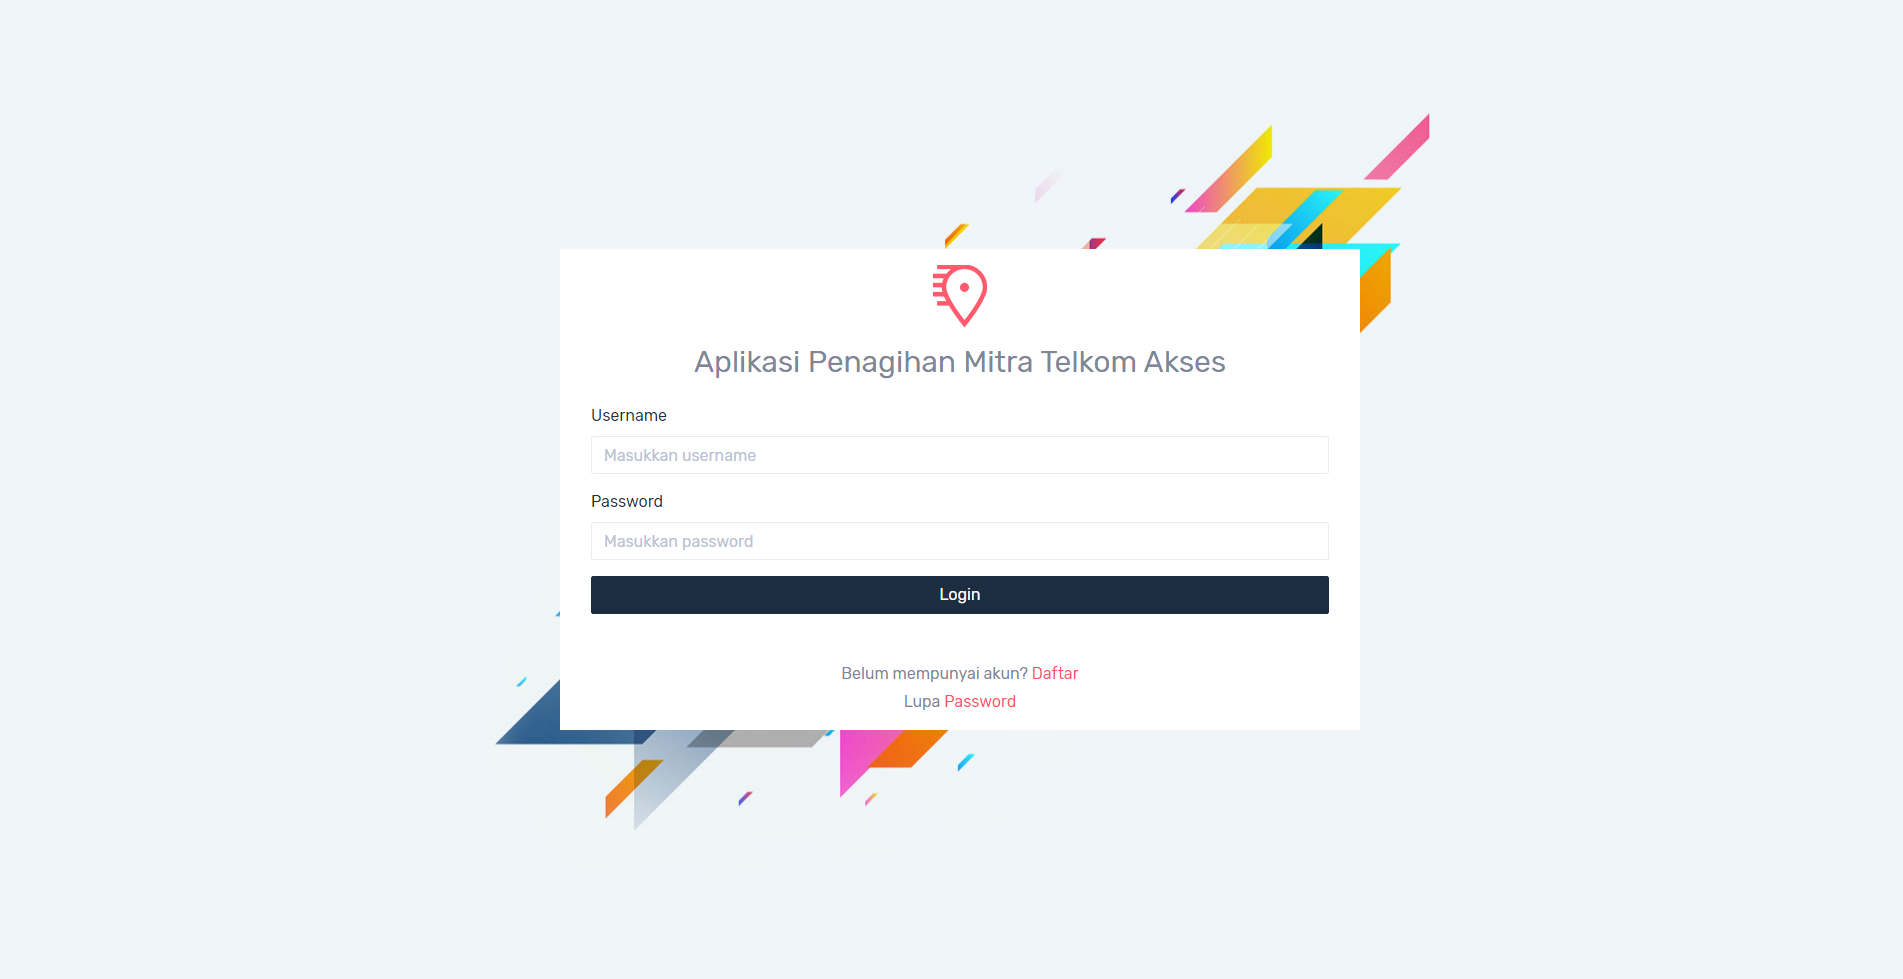 Aplikasi Penagihan Mitra Telkom Akses
Username
Masukkan username
Password
Masukkan password
Login
Belum mempunyai akun? Daftar
Lupa Password